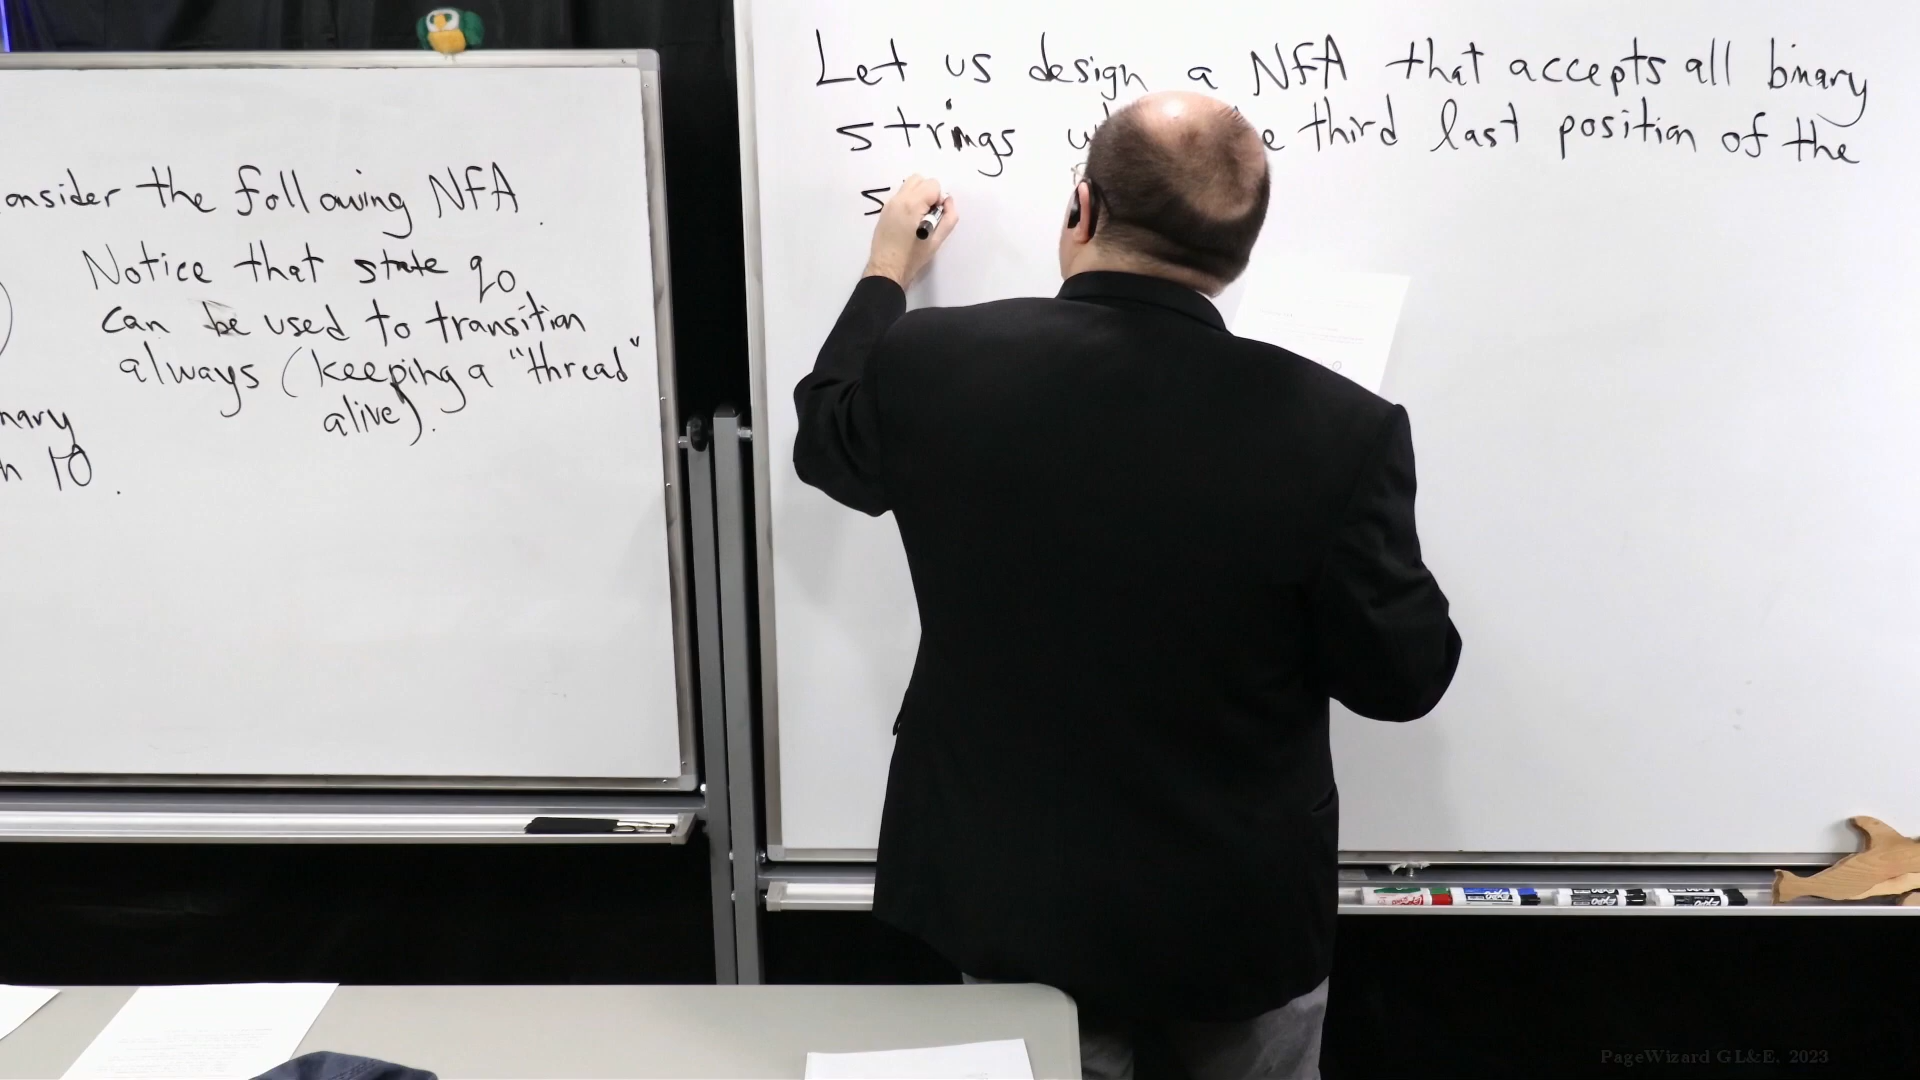 onsider the following NFA.
Notice that state q0
can be used to transition
always (keeping a "thread"
alive).
nary
h 10.
Let us design a NFA that accepts all binary
strings third last position of the
PageWizard GL&E, 2023